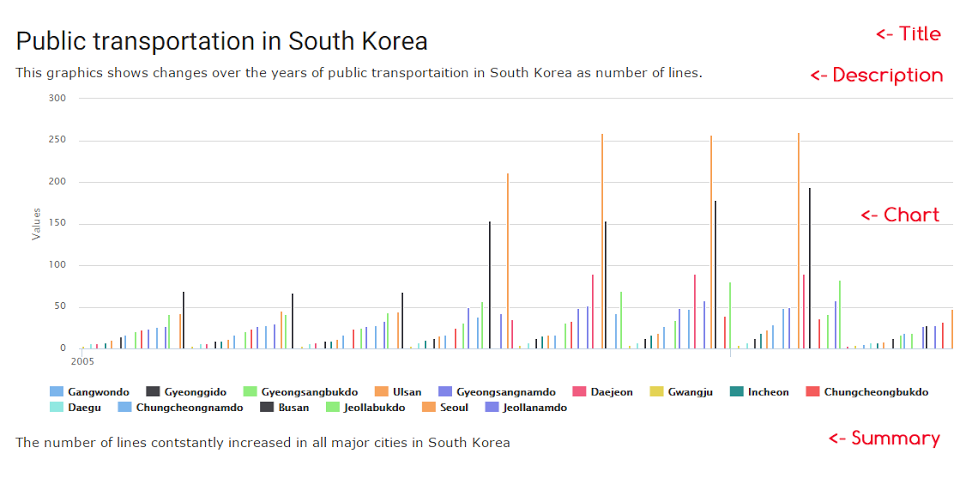 Public transportation in South Korea
<- Title
This graphics shows changes over the years of public transportaition in South Korea as number of lines.
<- Description
300
250
200
150
100
50
0
Values
<- Chart
2005
Gangwondo Gyeonggido Gyeongsangbukdo Ulsan Gyeongsangnamdo Daejeon Gwangju Incheon Chungcheongbukdo
Daegu Chungcheongnamdo Busan Jeollabukdo Seoul Jeollanamdo
The number of lines contstantly increased in all major cities in South Korea
<- Summary